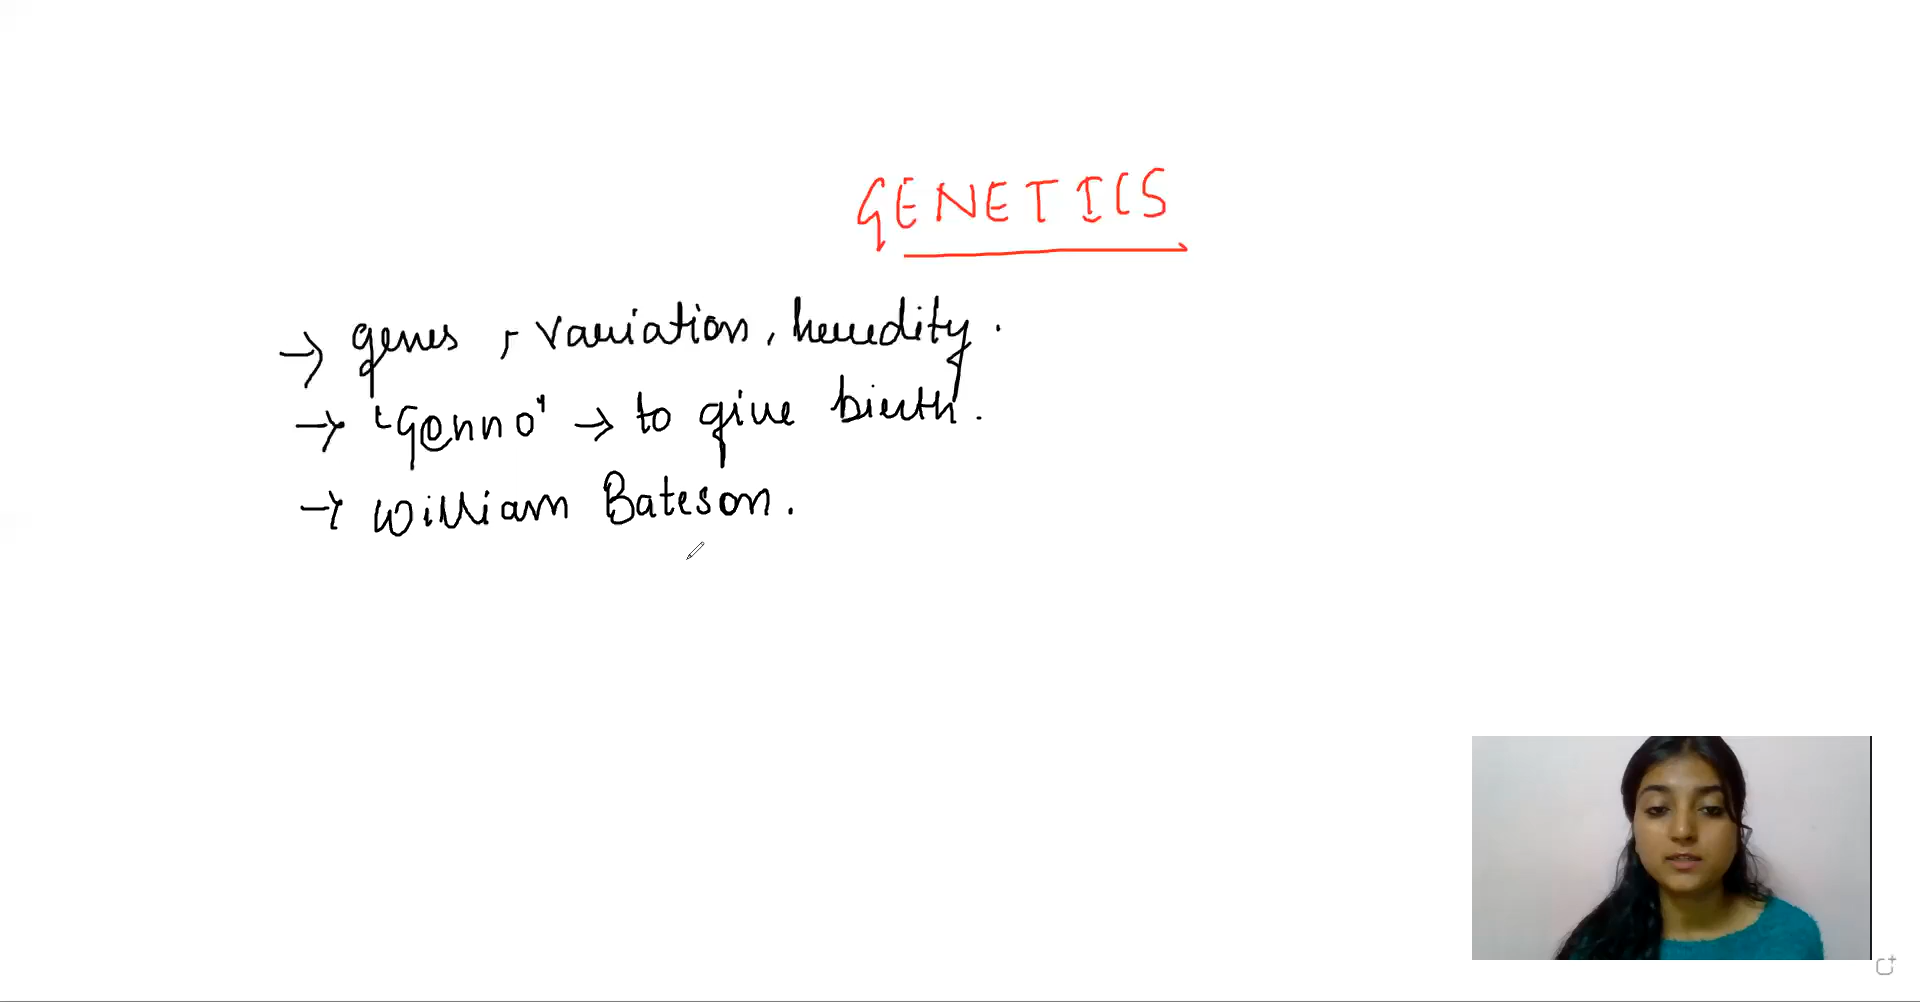 GENETICS
→ genes, variation, heredity.
→ "Genno" → to give birth.
→ William Bateson.